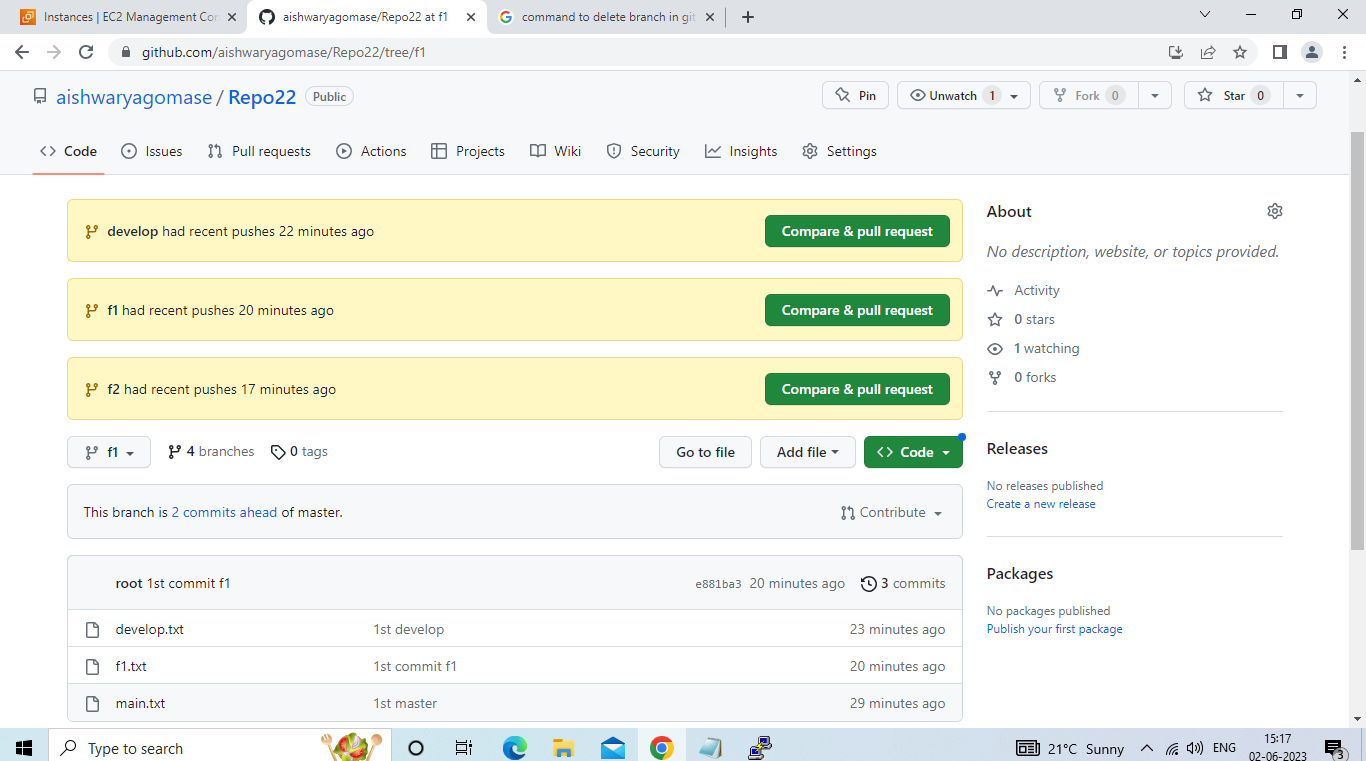 Instances | EC2 Management Con
aishwaryagomase/Repo22 at f1
command to delete branch in git
github.com/aishwaryagomase/Repo22/tree/f1
aishwaryagomase / Repo22 Public
Pin
Unwatch 1
Fork 0
Star 0
Code
Issues
Pull requests
Actions
Projects
Wiki
Security
Insights
Settings
develop had recent pushes 22 minutes ago
Compare & pull request
f1 had recent pushes 20 minutes ago
Compare & pull request
f2 had recent pushes 17 minutes ago
Compare & pull request
f1
4 branches
0 tags
Go to file
Add file
Code
This branch is 2 commits ahead of master.
Contribute
root 1st commit f1
e881ba3 20 minutes ago
3 commits
develop.txt 1st develop 23 minutes ago
f1.txt 1st commit f1 20 minutes ago
main.txt 1st master 29 minutes ago
About
No description, website, or topics provided.
Activity
0 stars
1 watching
0 forks
Releases
No releases published
Create a new release
Packages
No packages published
Publish your first package
Type to search
21°C Sunny
ENG
15:17
02-06-2023
3